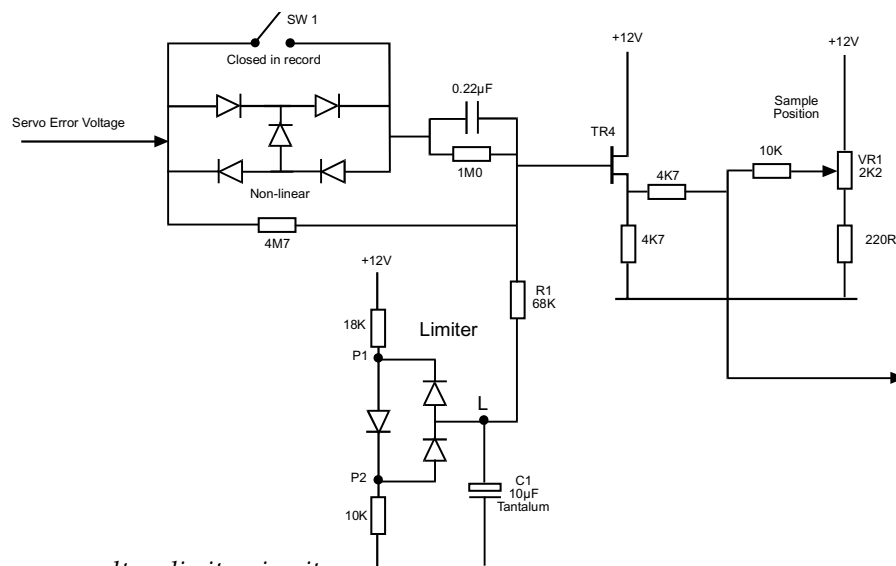 SW 1
Closed in record
+12V
+12V
0.22µF
Sample
Position
Servo Error Voltage
TR4
10K
VR1
2K2
1M0
4K7
Non-linear
4M7
4K7
220R
+12V
R1
68K
18K
Limiter
P1
L
P2
C1
10µF
Tantalum
10K
limit